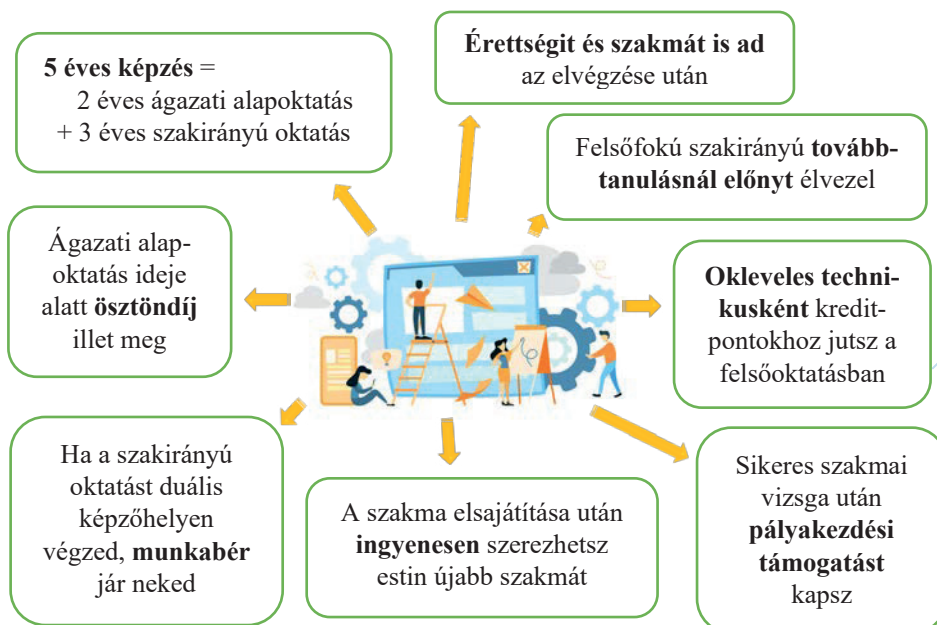 5 éves képzés =
2 éves ágazati alapoktatás
+ 3 éves szakirányú oktatás
Érettségit és szakmát is ad
az elvégzése után
Felsőfokú szakirányú tovább-
tanulásnál előnyt élvezel
Ágazati alap-
oktatás ideje
alatt ösztöndíj
illet meg
Okleveles techni-
kusként kredit-
pontokhoz jutsz a
felsőoktatásban
Ha a szakirányú
oktatást duális
képzőhelyen
végzed, munkabér
jár neked
A szakma elsajátítása után
ingyenesen szerezhetsz
estin újabb szakmát
Sikeres szakmai
vizsga után
pályakezdési
támogatást
kapsz